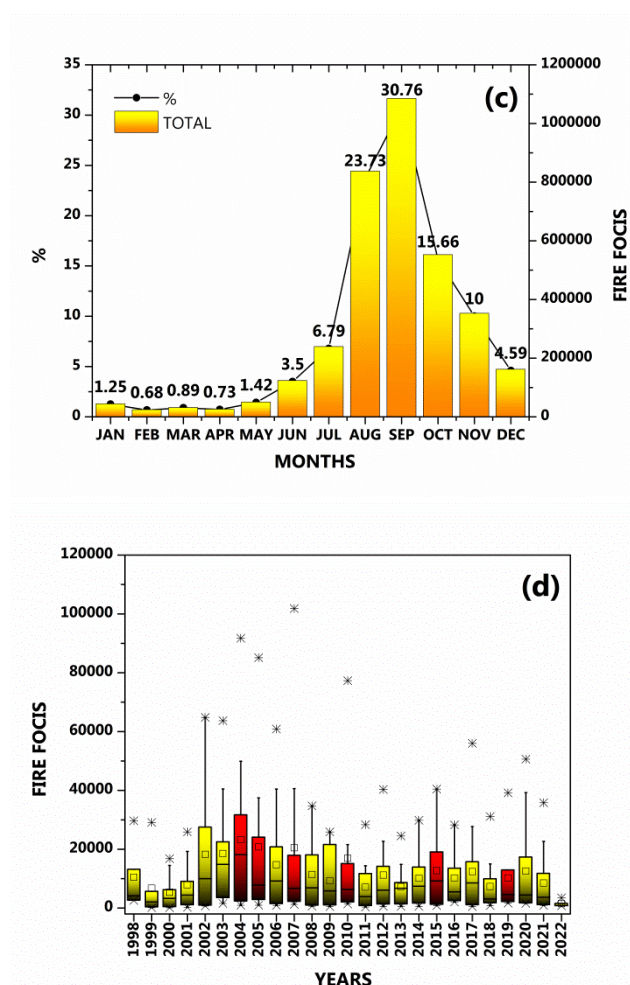 (c)
%
TOTAL
35
30
25
20
15
10
5
0
%
1200000
1000000
800000
600000
400000
200000
0
FIRE FOCIS
1.25 0.68 0.89 0.73 1.42 3.5 6.79 23.73 30.76 15.66 10 4.59
JAN FEB MAR APR MAY JUN JUL AUG SEP OCT NOV DEC
MONTHS
(d)
120000
100000
80000
60000
40000
20000
0
FIRE FOCIS
1998 1999 2000 2001 2002 2003 2004 2005 2006 2007 2008 2009 2010 2011 2012 2013 2014 2015 2016 2017 2018 2019 2020 2021 2022
YEARS